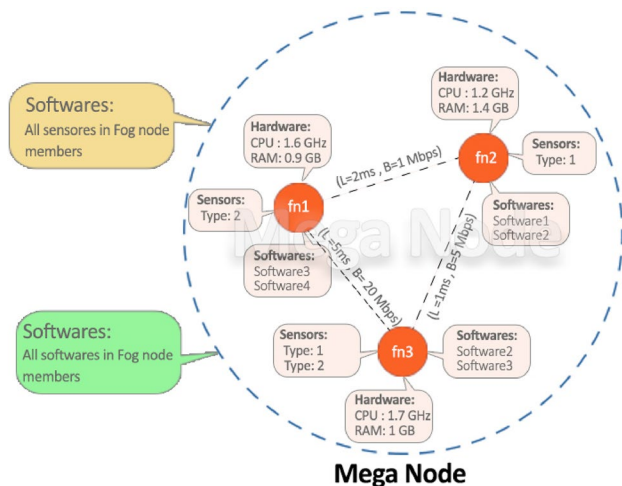 Softwares:
All sensores in Fog node
members
Hardware:
CPU : 1.6 GHz
RAM: 0.9 GB
Hardware:
CPU : 1.2 GHz
RAM: 1.4 GB
fn2
Sensors:
Type: 1
(L=2ms , B=1 Mbps)
Sensors:
Type: 2
fn1
Softwares:
Software1
Software2
Mega Node
Softwares:
Software3
Software4
(L=5ms , B= 20 Mbps)
(L=1ms , B=5 Mbps)
Softwares:
All softwares in Fog node
members
Sensors:
Type: 1
Type: 2
fn3
Softwares:
Software2
Software3
Hardware:
CPU : 1.7 GHz
RAM: 1 GB
Mega Node